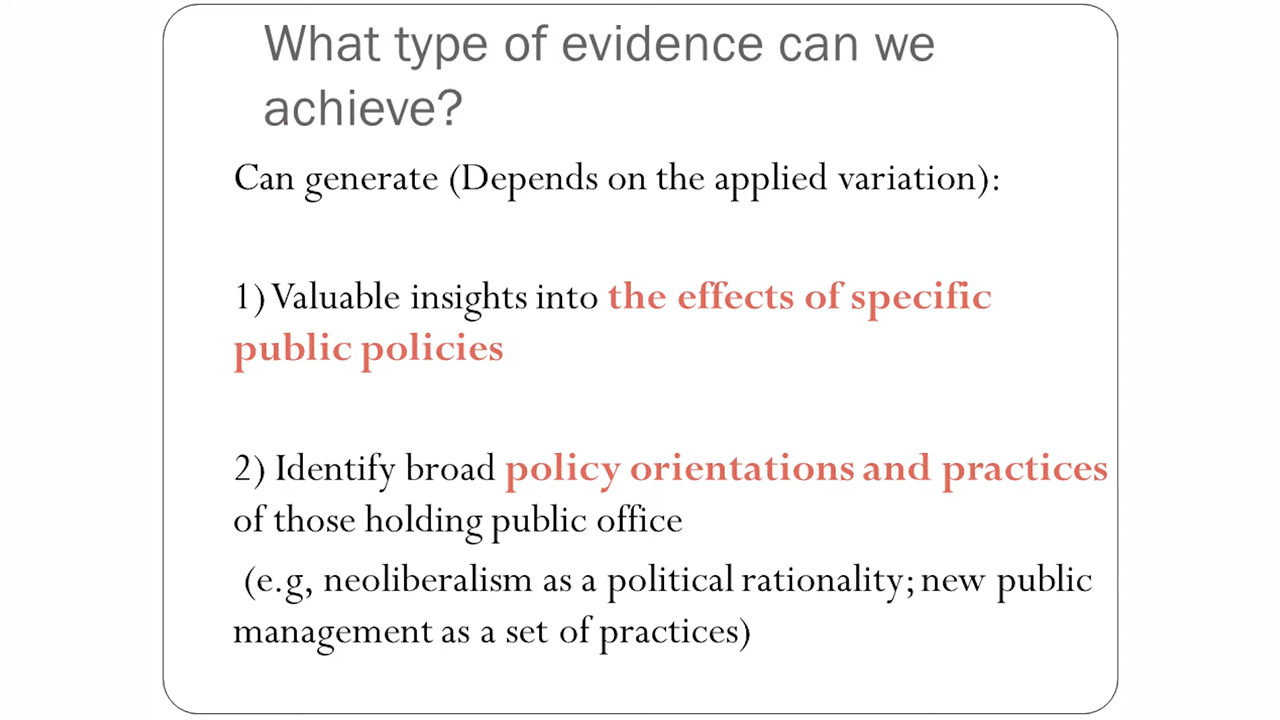 What type of evidence can we
achieve?
Can generate (Depends on the applied variation):
1) Valuable insights into the effects of specific
public policies
2) Identify broad policy orientations and practices
of those holding public office
(e.g, neoliberalism as a political rationality; new public
management as a set of practices)